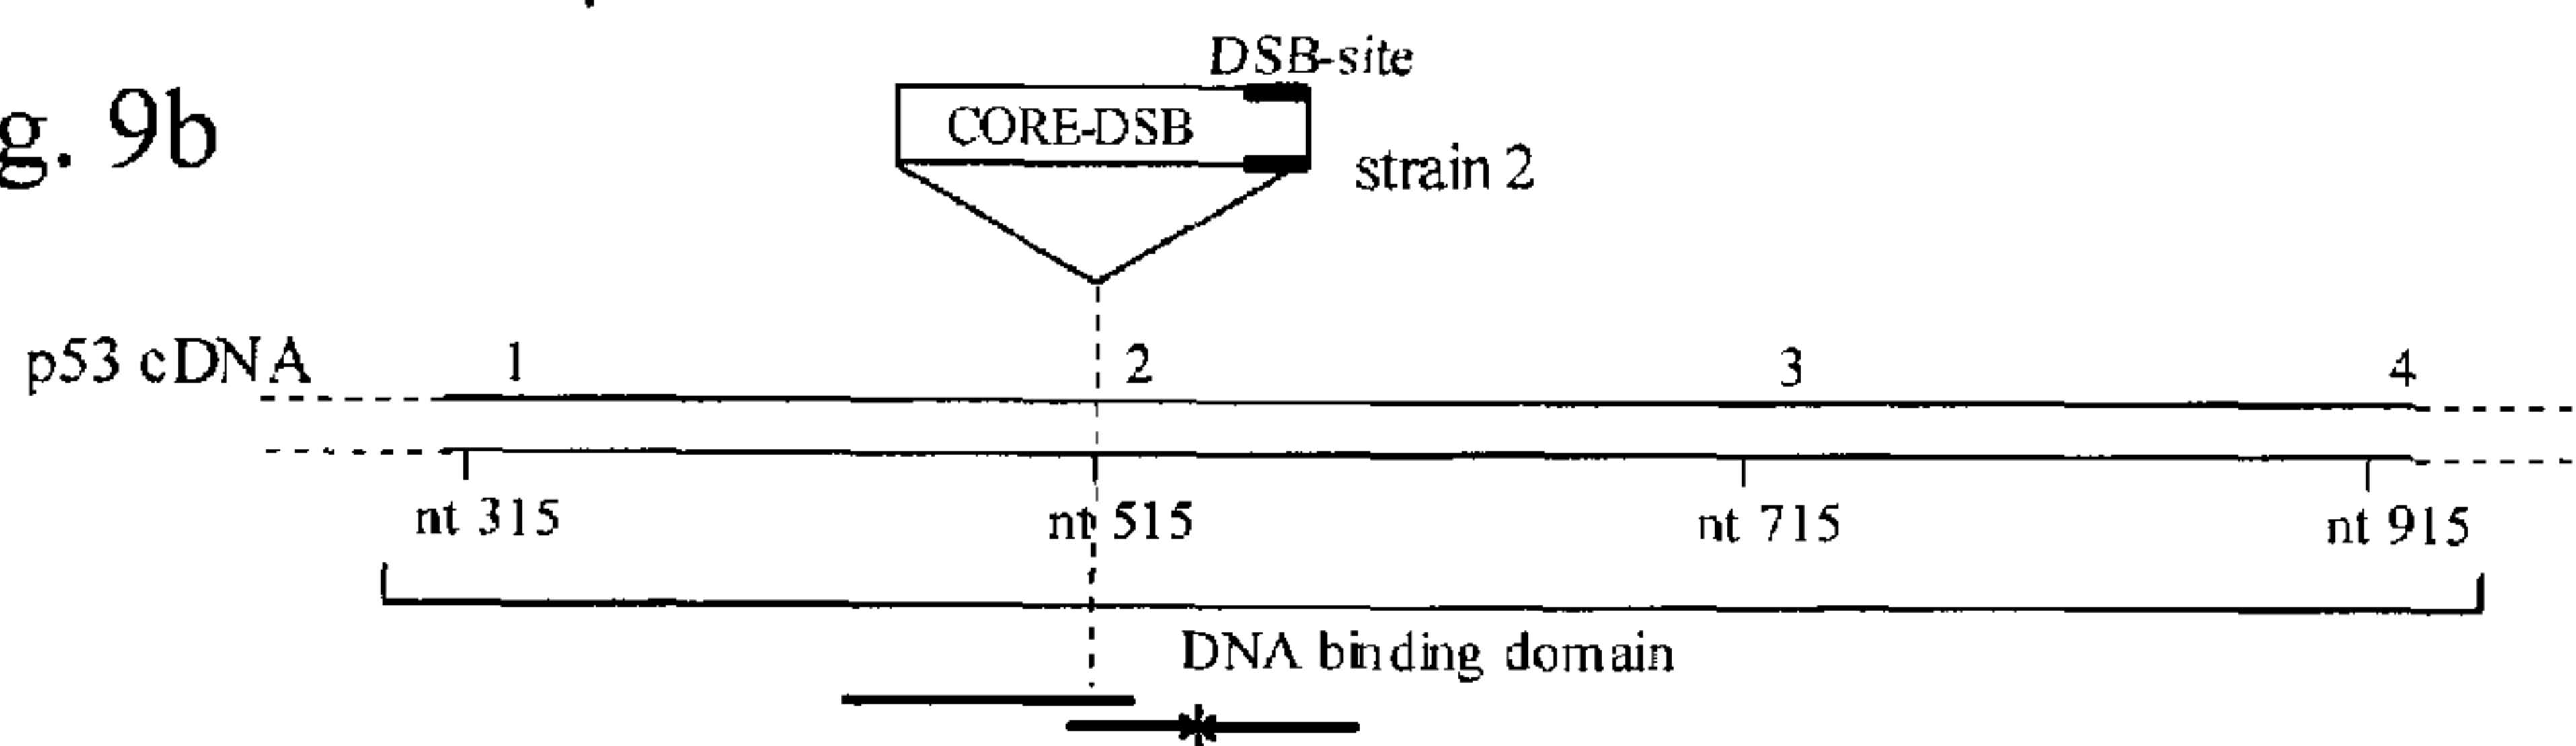 g. 9b
DSB-site
CORE-DSB
strain 2
p53 cDNA 1 2 3 4
nt 315 nt 515 nt 715 nt 915
DNA binding domain